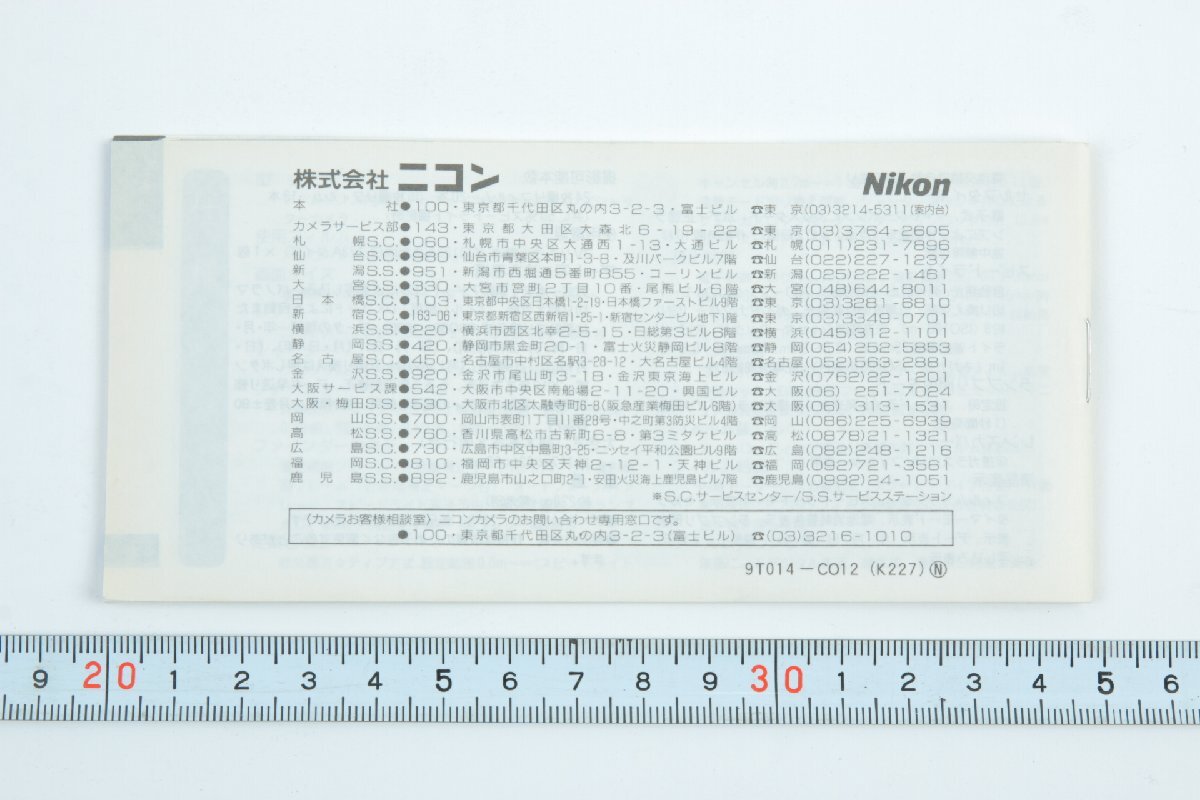 株式会社 ニコン Nikon
本社●100・東京都千代田区丸の内3-2-3・富士ビル ☎東京(03)3214-5311(案内台)
カメラサービス部●143・東京都大田区大森北6-19-22 ☎東京(03)3764-2605
札幌S.C.●060・札幌市中央区大通西1-13・大通ビル ☎札幌(011)231-7896
仙台S.C.●980・仙台市青葉区本町1-3-8・及川パークビル7階 ☎仙台(022)227-1237
新潟S.S.●951・新潟市西堀通5番町855・コーリンビル ☎新潟(025)222-1461
大宮S.S.●330・大宮市宮町2丁目10番・尾熊ビル6階 ☎大宮(048)644-8011
日本橋S.C.●103・東京都中央区日本橋1-2-19・日本橋ファーストビル9階 ☎東京(03)3281-6810
新宿S.C.●163-06・東京都新宿区西新宿1-25-1・新宿センタービル地下1階 ☎東京(03)3349-0701
横浜S.S.●220・横浜市西区北幸2-5-15・日総第3ビル6階 ☎横浜(045)312-1101
静岡S.S.●420・静岡市黒金町20-1・富士火災静岡ビル8階 ☎静岡(054)252-5853
名古屋S.C.●450・名古屋市中村区名駅3-28-12・大名古屋ビル4階 ☎名古屋(052)563-2881
金沢S.S.●920・金沢市尾山町3-18・金沢東京海上ビル ☎金沢(0762)22-1201
大阪サービス課●542・大阪市中央区南船場2-11-20・興国ビル ☎大阪(06)251-7024
大阪・梅田S.S.●530・大阪市北区太融寺町6-8(阪急産業梅田ビル6階) ☎大阪(06)313-1531
岡山S.S.●700・岡山市表町1丁目11番28号・中之町第3防災ビル4階 ☎岡山(086)225-6939
高松S.S.●760・香川県高松市古新町6-8・第3ミタケビル ☎高松(0878)21-1321
広島S.C.●730・広島市中区中島町3-25・ニッセイ平和公園ビル9階 ☎広島(082)248-1216
福岡S.C.●810・福岡市中央区天神2-12-1・天神ビル ☎福岡(092)721-3561
鹿児島S.S.●892・鹿児島市山之口町2-1・安田火災海上鹿児島ビル7階 ☎鹿児島(0992)24-1051
※S.C.サービスセンター/S.S.サービスステーション
〈カメラお客様相談室〉ニコンカメラのお問い合わせ専用窓口です。
●100・東京都千代田区丸の内3-2-3(富士ビル) ☎(03)3216-1010
9T014-C012 (K227) Ⓝ
9 20 1 2 3 4 5 6 7 8 9 30 1 2 3 4 5 6